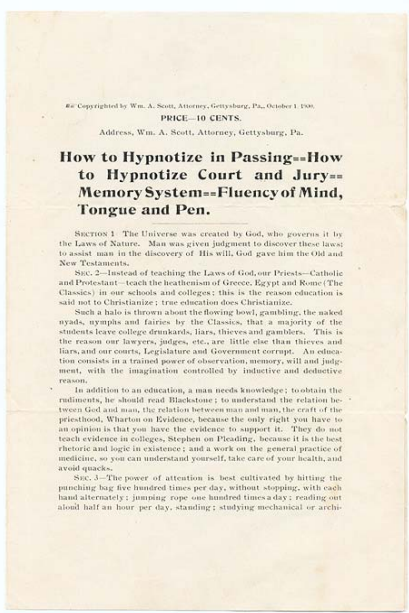 Copyrighted by Wm. A. Scott, Attorney, Gettysburg, Pa., October 1, 1900.
PRICE—10 CENTS.
Address, Wm. A. Scott, Attorney, Gettysburg, Pa.
How to Hypnotize in Passing==How
to Hypnotize Court and Jury==
Memory System==Fluency of Mind,
Tongue and Pen.
SECTION 1 The Universe was created by God, who governs it by
the Laws of Nature. Man was given judgment to discover these laws;
to assist man in the discovery of His will, God gave him the Old and
New Testaments.
SEC. 2—Instead of teaching the Laws of God, our Priests—Catholic
and Protestant—teach the heathenism of Greece, Egypt and Rome (The
Classics) in our schools and colleges; this is the reason education is
said not to Christianize; true education does Christianize.
Such a halo is thrown about the flowing bowl, gambling, the naked
nyads, nymphs and fairies by the Classics, that a majority of the
students leave college drunkards, liars, thieves and gamblers. This is
the reason our lawyers, judges, etc., are little else than thieves and
liars, and our courts, Legislature and Government corrupt. An educa-
tion consists in a trained power of observation, memory, will and judg-
ment, with the imagination controlled by inductive and deductive
reason.
In addition to an education, a man needs knowledge; to obtain the
rudiments, he should read Blackstone; to understand the relation be-
tween God and man, the relation between man and man, the craft of the
priesthood, Wharton on Evidence, because the only right you have to
an opinion is that you have the evidence to support it. They do not
teach evidence in colleges, Stephen on Pleading, because it is the best
rhetoric and logic in existence; and a work on the general practice of
medicine, so you can understand yourself, take care of your health, and
avoid quacks.
SEC. 3—The power of attention is best cultivated by hitting the
punching bag five hundred times per day, without stopping, with each
hand alternately; jumping rope one hundred times a day; reading out
aloud half an hour per day, standing; studying mechanical or archi-